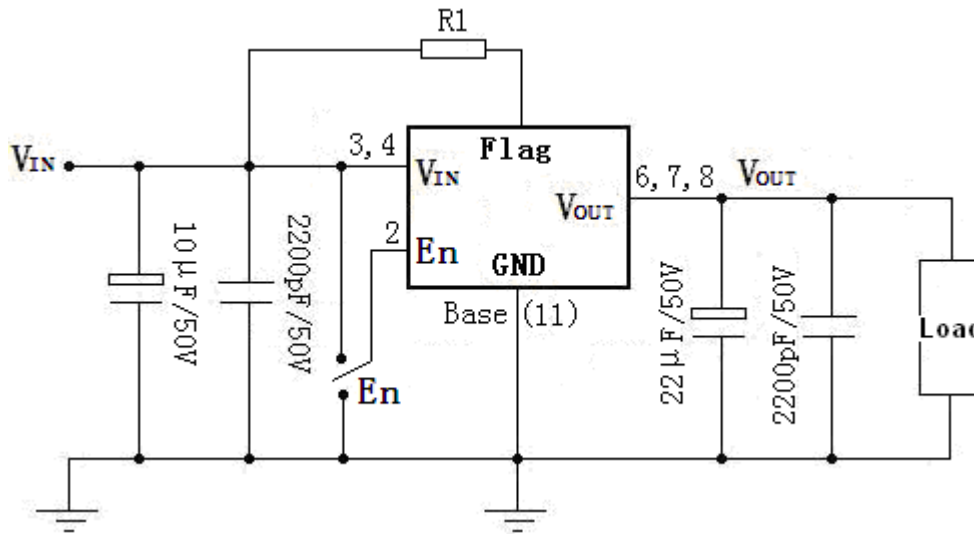 R1
3,4
Flag
VIN
VIN
6,7,8
VOUT
VOUT
2
En
GND
Base (11)
10μF/50V
2200pF/50V
En
22μF/50V
2200pF/50V
Load